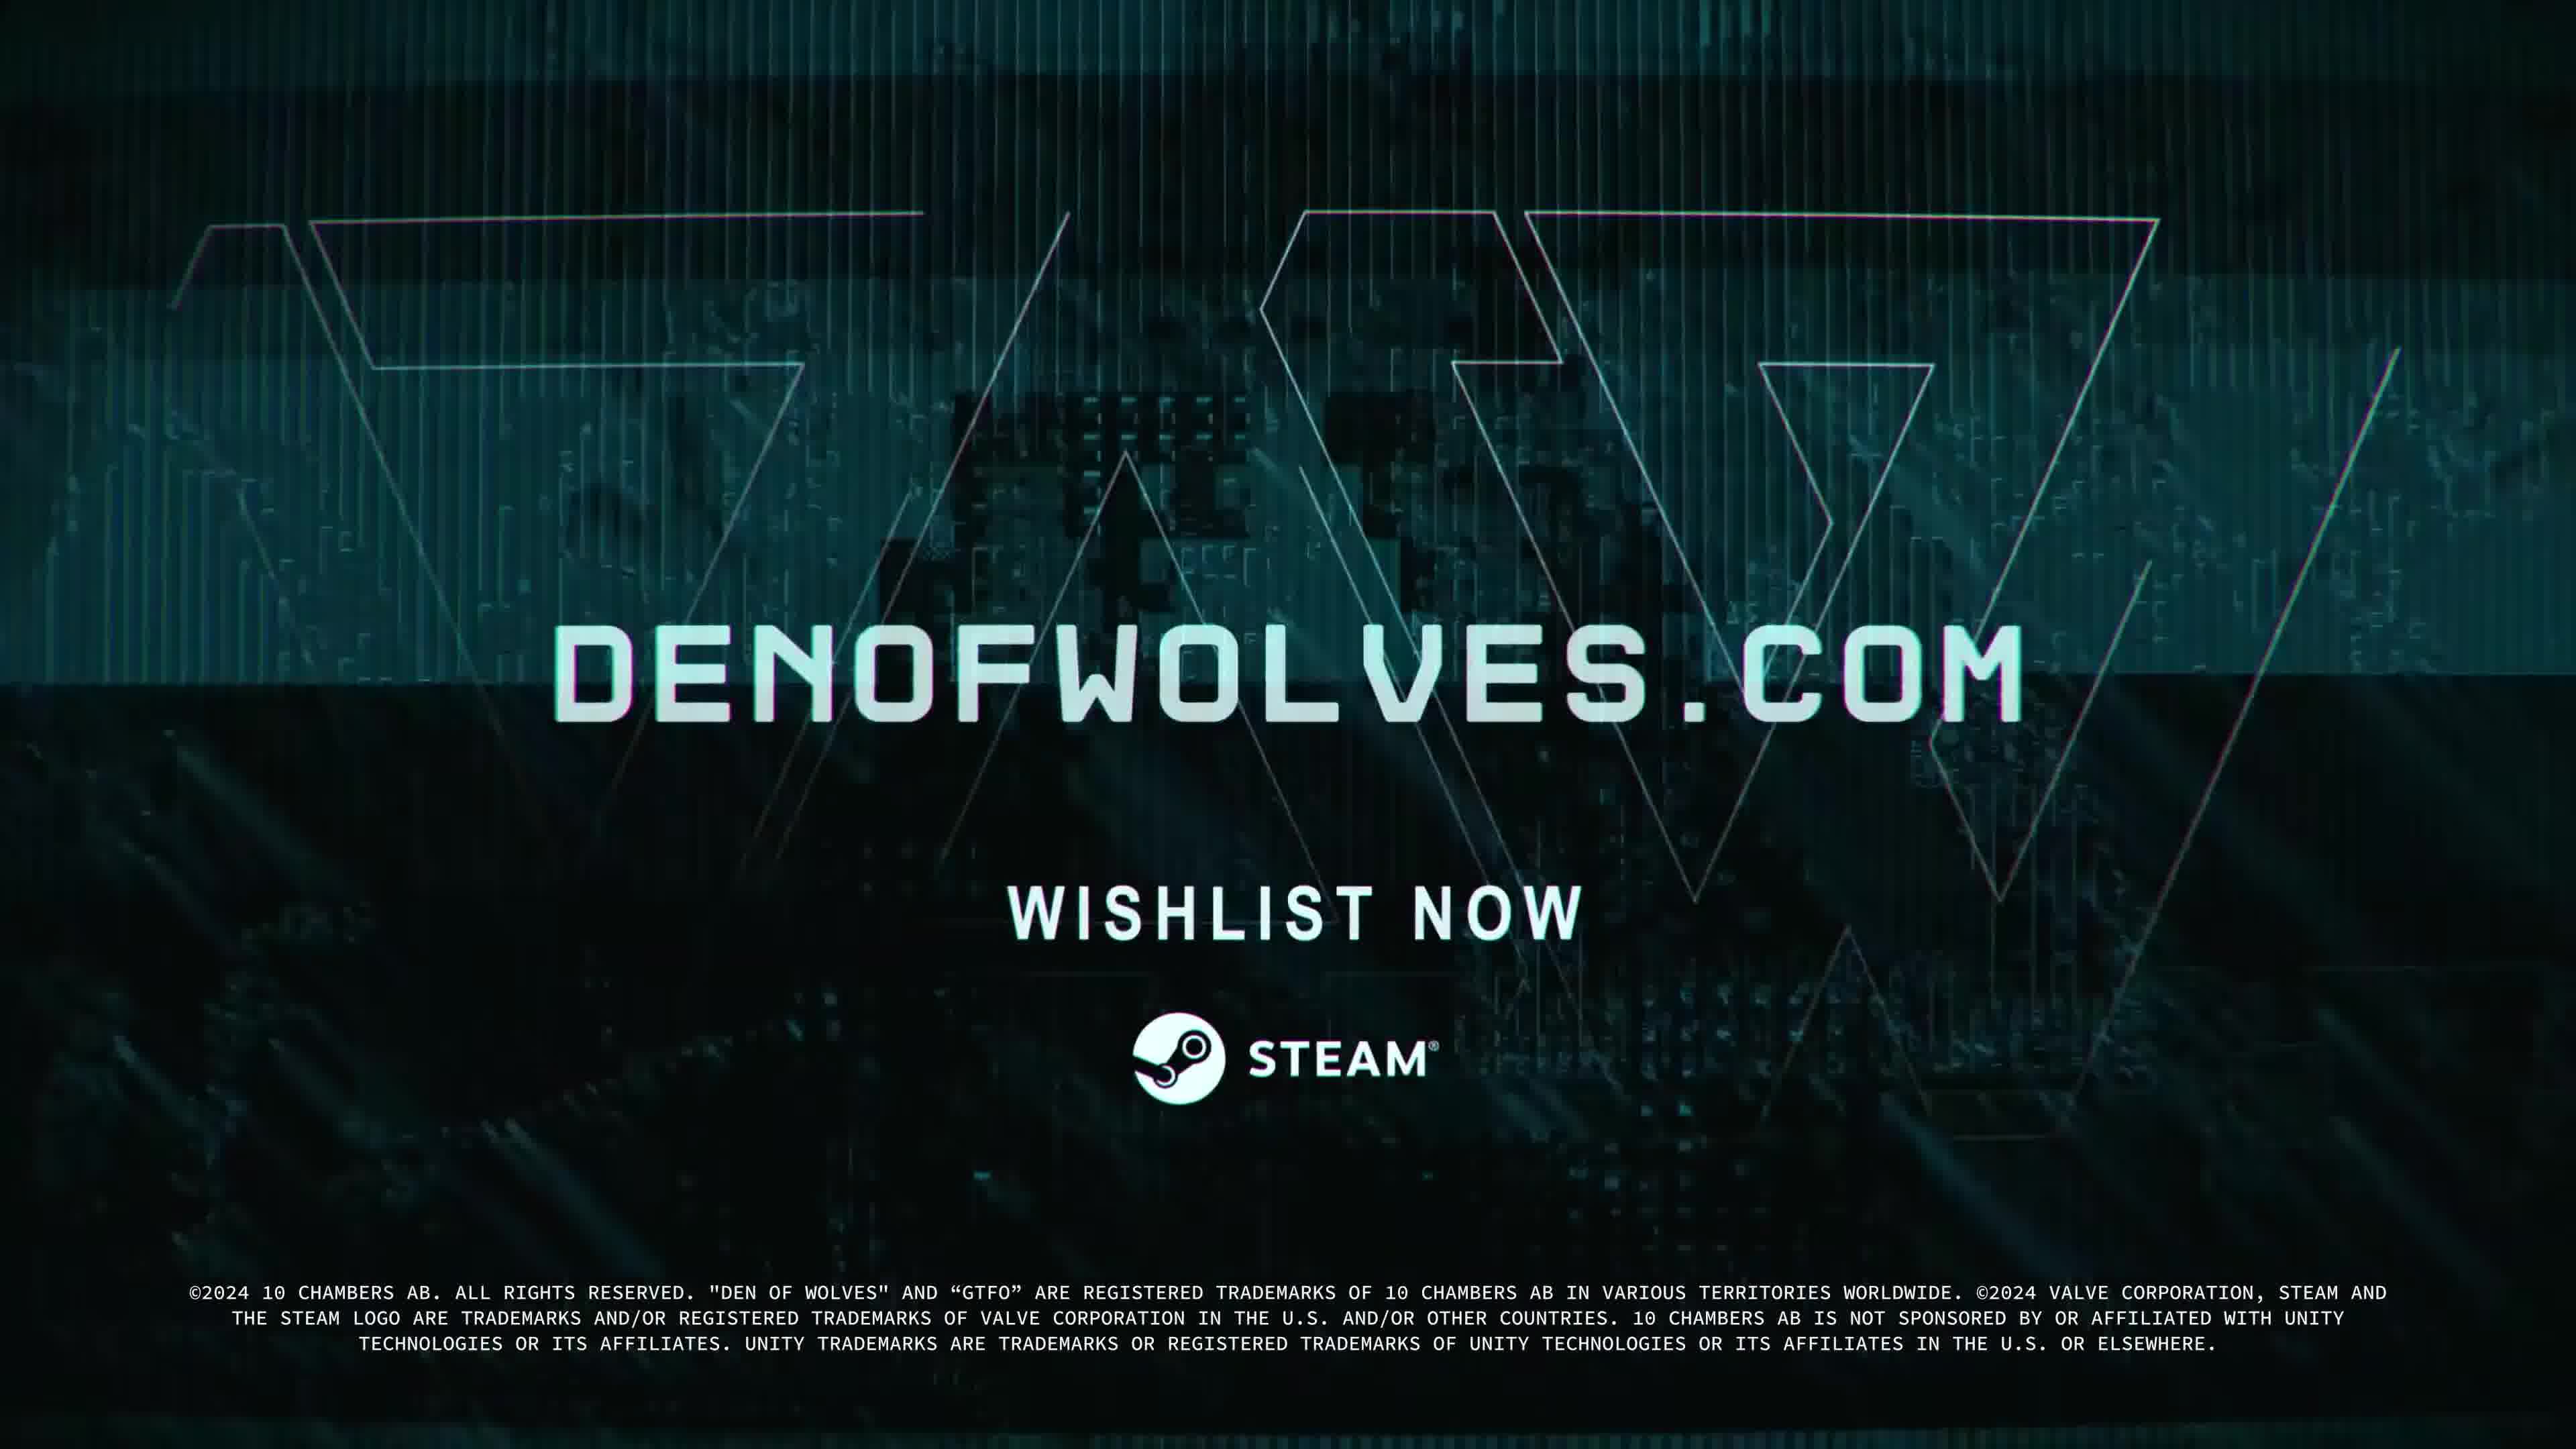 DENOFWOLVES.COM
WISHLIST NOW
STEAM®
©2024 10 CHAMBERS AB. ALL RIGHTS RESERVED. "DEN OF WOLVES" AND “GTFO” ARE REGISTERED TRADEMARKS OF 10 CHAMBERS AB IN VARIOUS TERRITORIES WORLDWIDE. ©2024 VALVE CORPORATION, STEAM AND
THE STEAM LOGO ARE TRADEMARKS AND/OR REGISTERED TRADEMARKS OF VALVE CORPORATION IN THE U.S. AND/OR OTHER COUNTRIES. 10 CHAMBERS AB IS NOT SPONSORED BY OR AFFILIATED WITH UNITY
TECHNOLOGIES OR ITS AFFILIATES. UNITY TRADEMARKS ARE TRADEMARKS OR REGISTERED TRADEMARKS OF UNITY TECHNOLOGIES OR ITS AFFILIATES IN THE U.S. OR ELSEWHERE.